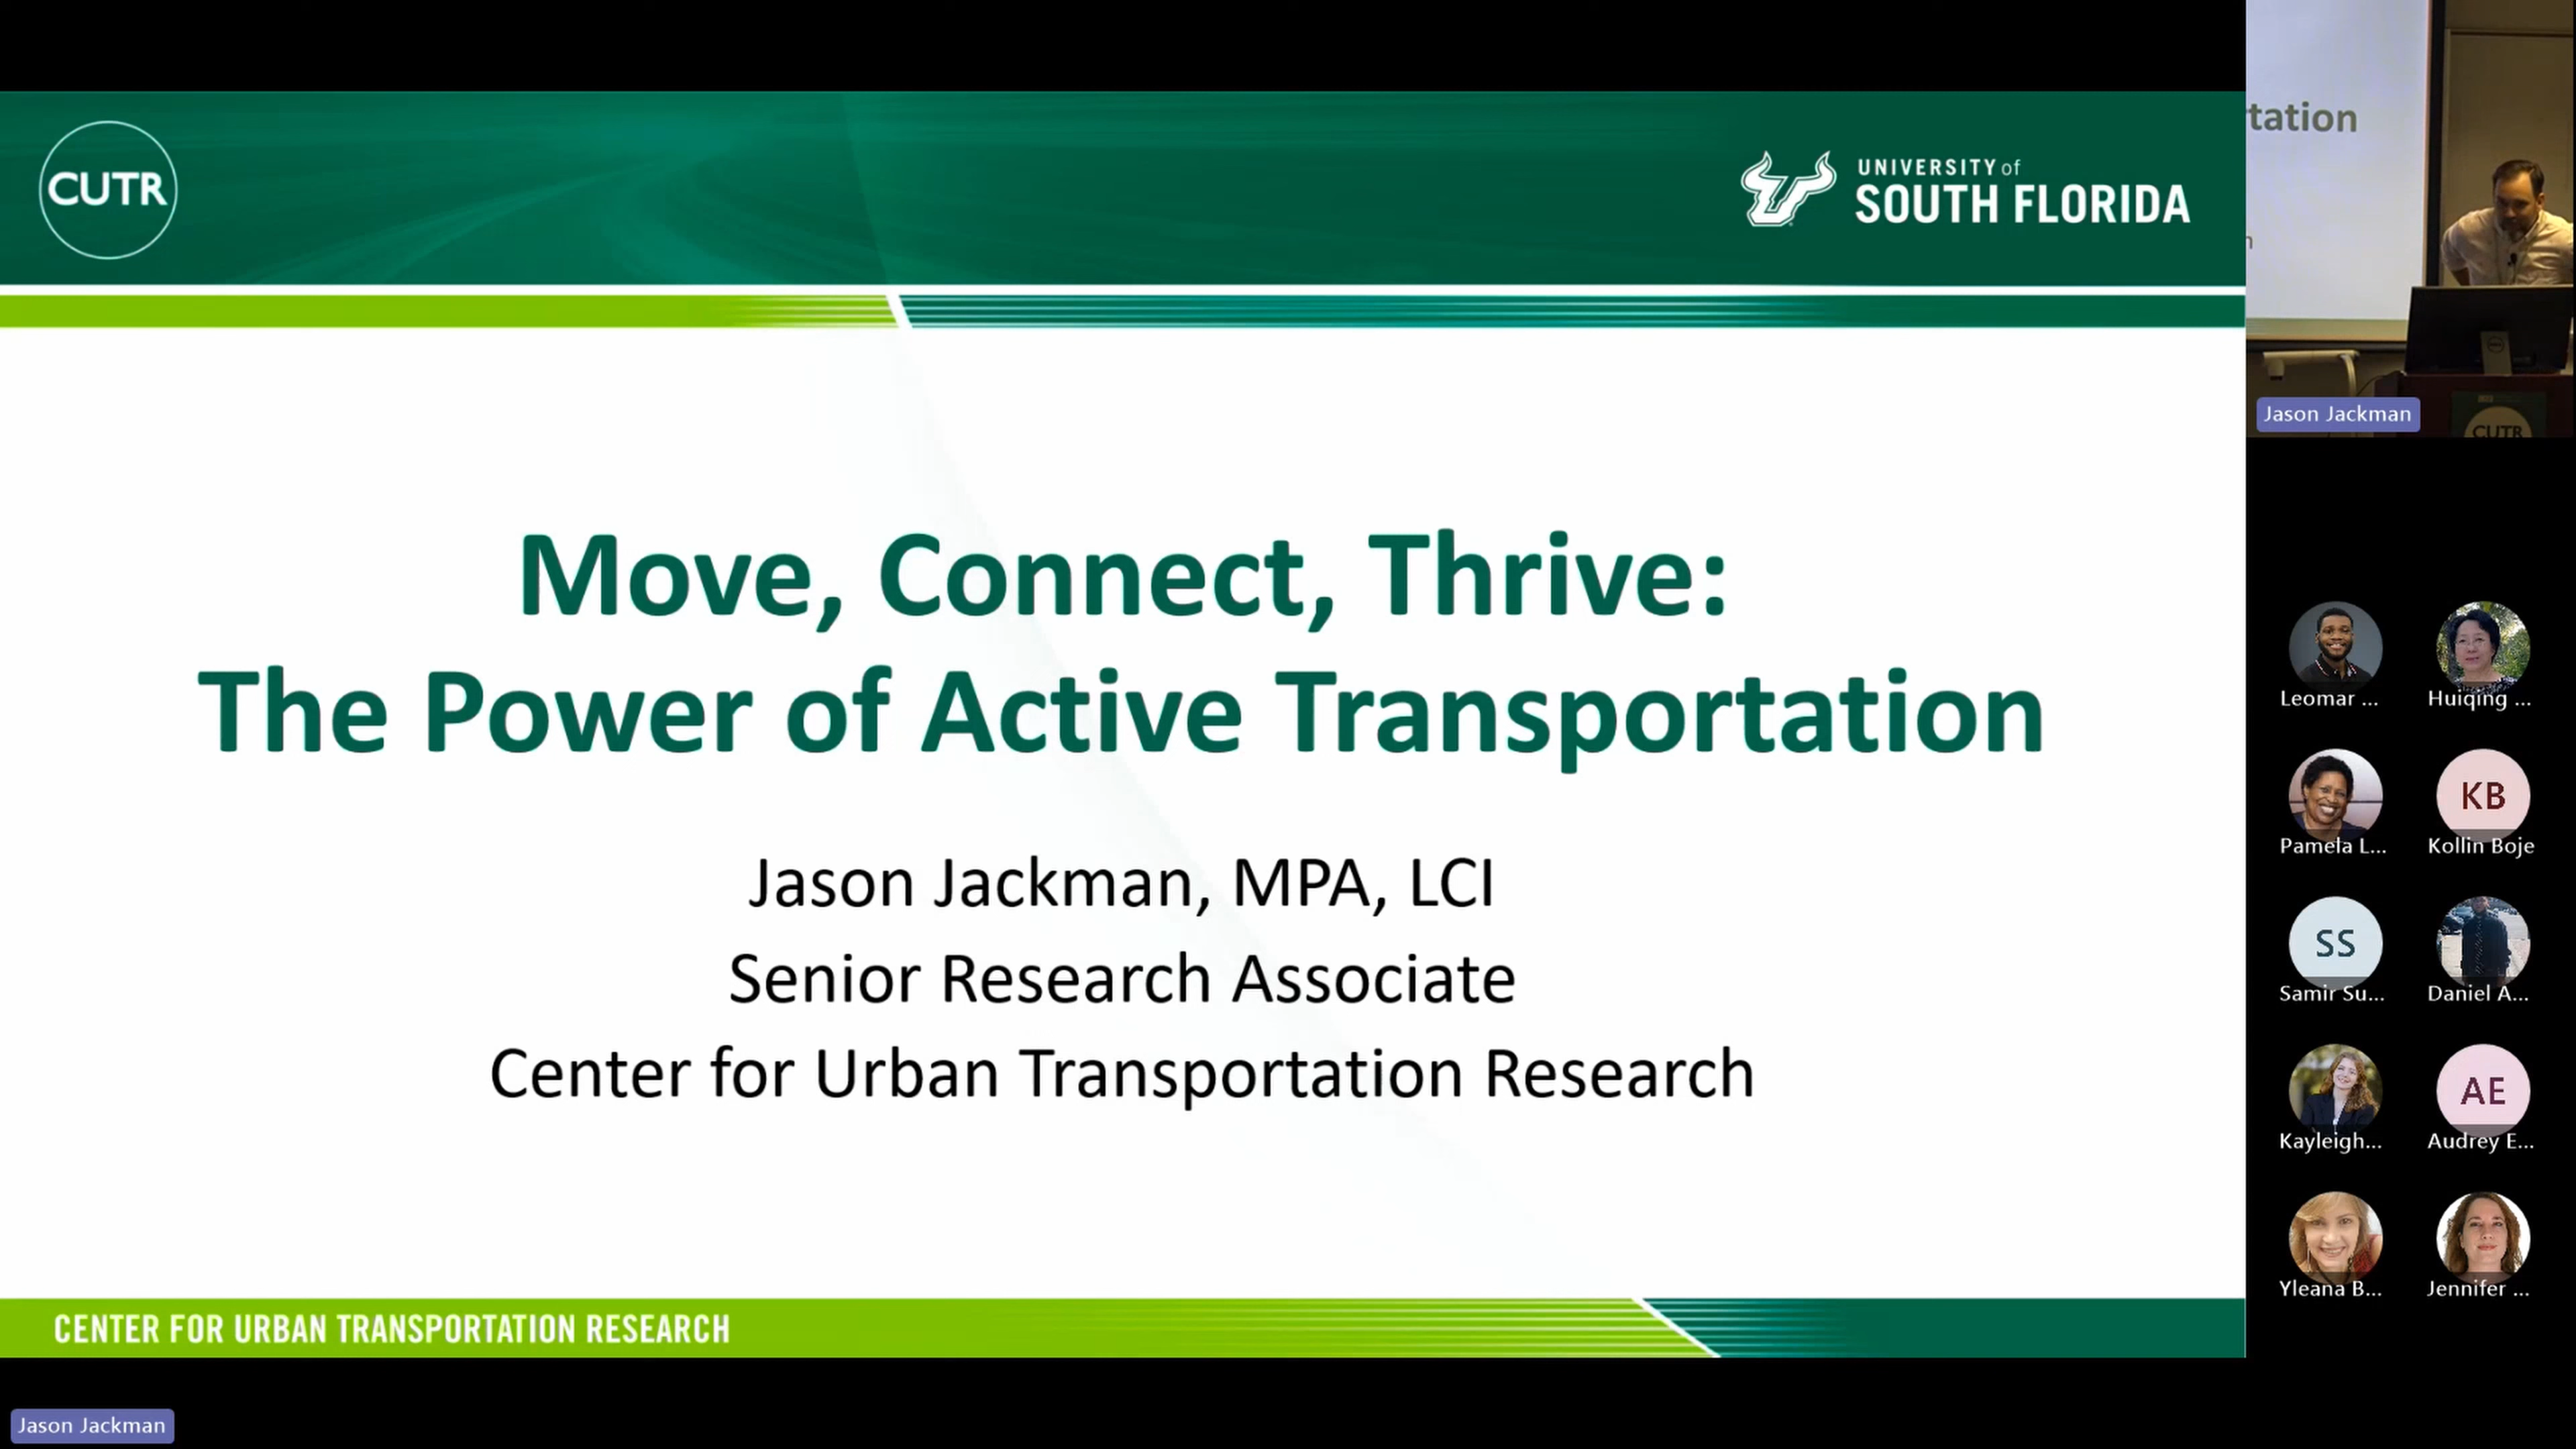 CUTR
UNIVERSITY of
SOUTH FLORIDA
Move, Connect, Thrive:
The Power of Active Transportation
Jason Jackman, MPA, LCI
Senior Research Associate
Center for Urban Transportation Research
CENTER FOR URBAN TRANSPORTATION RESEARCH
Jason Jackman
tation
n
CUTR
Jason Jackman
Leomar ...
Huiqing ...
Pamela L...
KB
Kollin Boje
SS
Samir Su...
Daniel A...
Kayleigh...
AE
Audrey E...
Yleana B...
Jennifer ...